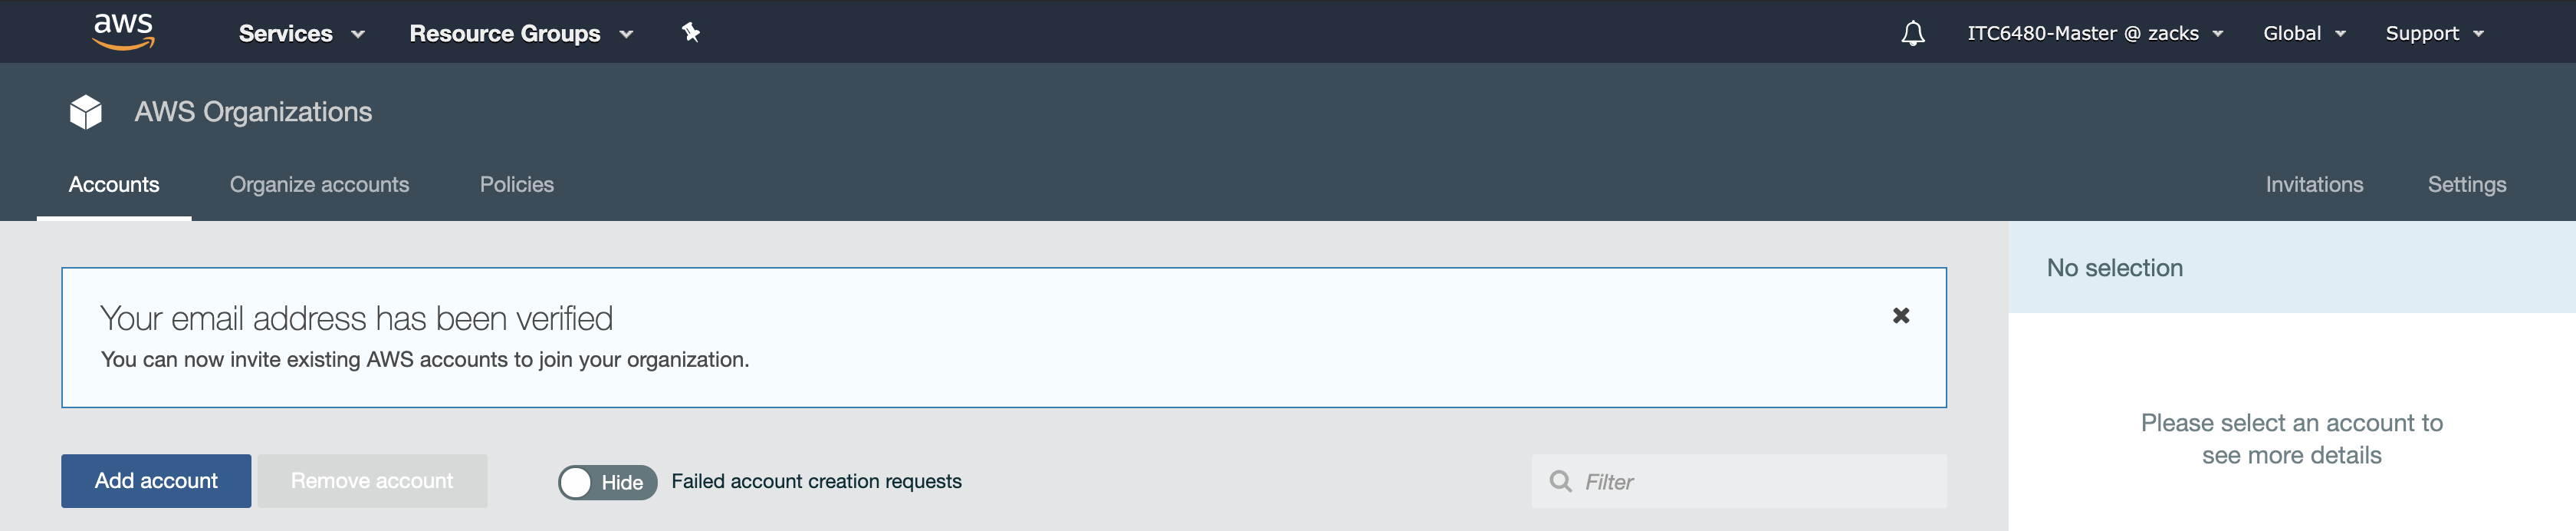 aws
Services
Resource Groups
ITC6480-Master @ zacks
Global
Support
AWS Organizations
Accounts
Organize accounts
Policies
Invitations
Settings
Your email address has been verified
You can now invite existing AWS accounts to join your organization.
No selection
Please select an account to
see more details
Add account
Remove account
Hide
Failed account creation requests
Filter